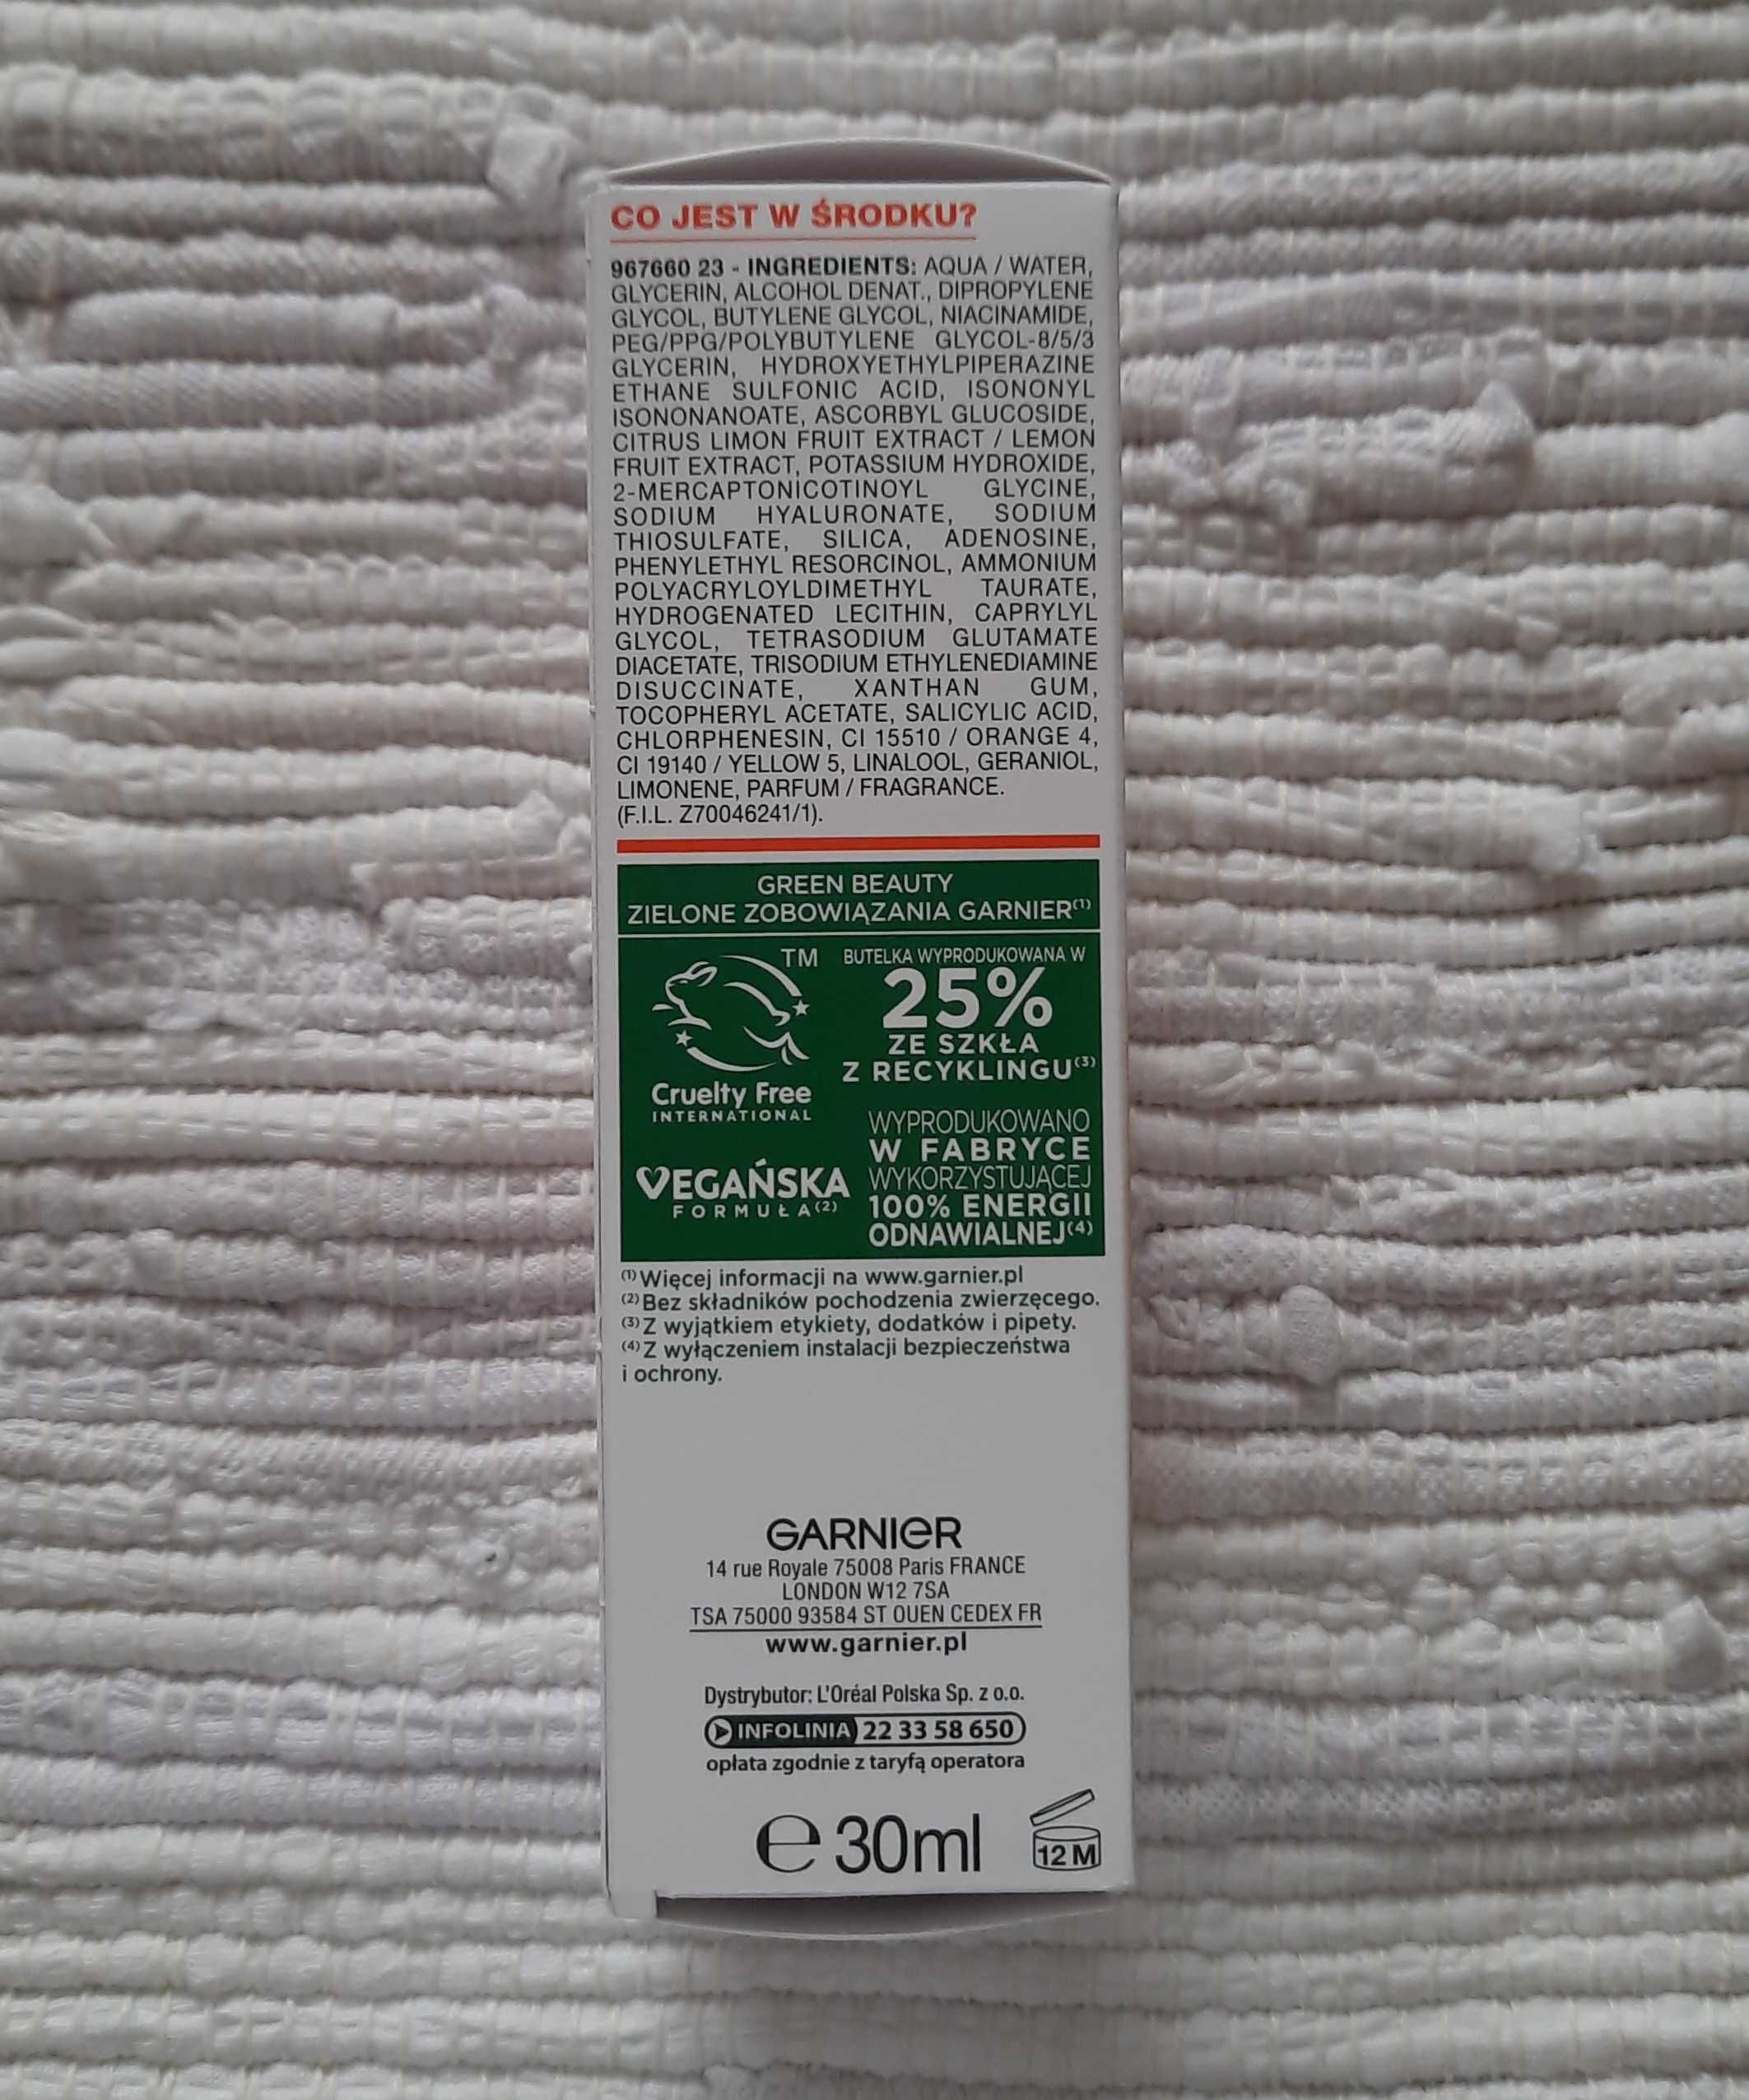 CO JEST W ŚRODKU?
967660 23 - INGREDIENTS: AQUA / WATER,
GLYCERIN, ALCOHOL DENAT., DIPROPYLENE
GLYCOL, BUTYLENE GLYCOL, NIACINAMIDE,
PEG/PPG/POLYBUTYLENE GLYCOL-8/5/3
GLYCERIN, HYDROXYETHYLPIPERAZINE
ETHANE SULFONIC ACID, ISONONYL
ISONONANOATE, ASCORBYL GLUCOSIDE,
CITRUS LIMON FRUIT EXTRACT / LEMON
FRUIT EXTRACT, POTASSIUM HYDROXIDE,
2-MERCAPTONICOTINOYL GLYCINE,
SODIUM HYALURONATE, SODIUM
THIOSULFATE, SILICA, ADENOSINE,
PHENYLETHYL RESORCINOL, AMMONIUM
POLYACRYLOYLDIMETHYL TAURATE,
HYDROGENATED LECITHIN, CAPRYLYL
GLYCOL, TETRASODIUM GLUTAMATE
DIACETATE, TRISODIUM ETHYLENEDIAMINE
DISUCCINATE, XANTHAN GUM,
TOCOPHERYL ACETATE, SALICYLIC ACID,
CHLORPHENESIN, CI 15510 / ORANGE 4,
CI 19140 / YELLOW 5, LINALOOL, GERANIOL,
LIMONENE, PARFUM / FRAGRANCE.
(F.I.L. Z70046241/1).
GREEN BEAUTY
ZIELONE ZOBOWIĄZANIA GARNIER(1)
TM
Cruelty Free
INTERNATIONAL
VEGAŃSKA
FORMUŁA(2)
BUTELKA WYPRODUKOWANA W
25%
ZE SZKŁA
Z RECYKLINGU(3)
WYPRODUKOWANO
W FABRYCE
WYKORZYSTUJĄCEJ
100% ENERGII
ODNAWIALNEJ(4)
(1) Więcej informacji na www.garnier.pl
(2) Bez składników pochodzenia zwierzęcego.
(3) Z wyjątkiem etykiety, dodatków i pipety.
(4) Z wyłączeniem instalacji bezpieczeństwa
i ochrony.
GARNIER
14 rue Royale 75008 Paris FRANCE
LONDON W12 7SA
TSA 75000 93584 ST OUEN CEDEX FR
www.garnier.pl
Dystrybutor: L'Oréal Polska Sp. z o.o.
INFOLINIA 22 33 58 650
opłata zgodnie z taryfą operatora
e 30ml
12 M